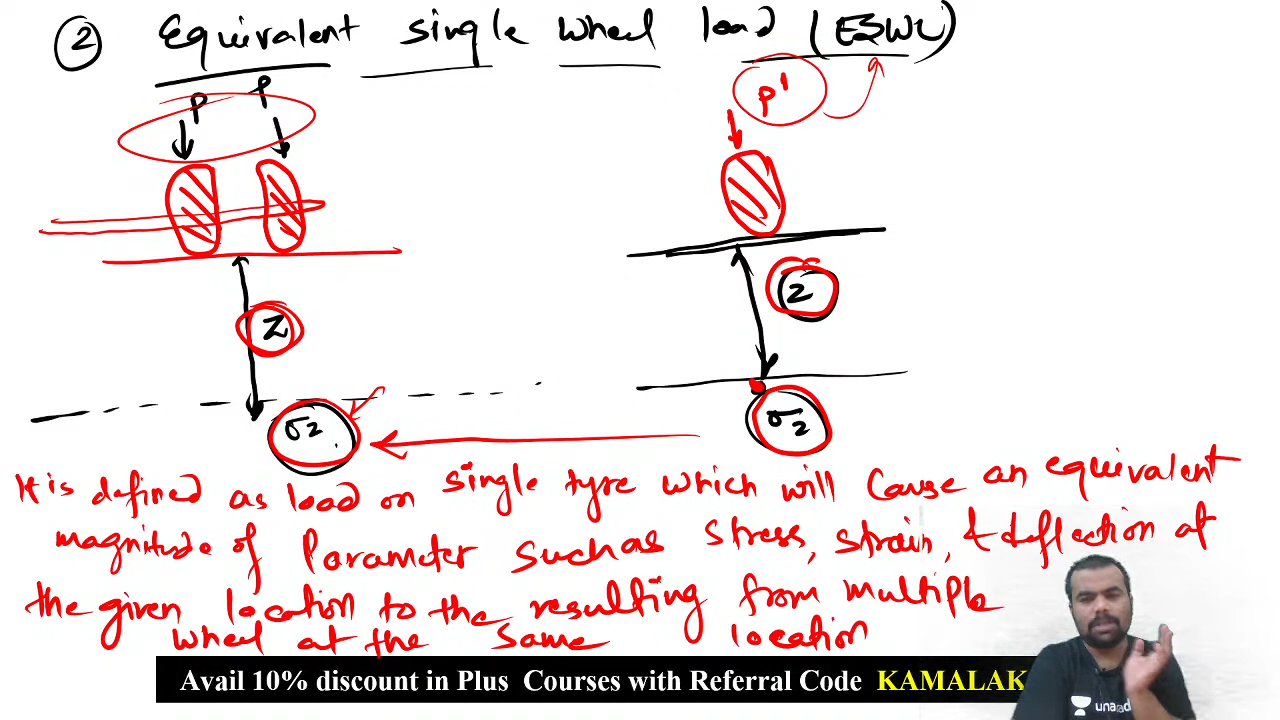 ② Equivalent single wheel load (ESWL)
P P
P'
Z
Z
σz
σz
It is defined as load on single tyre which will cause an equivalent
magnitude of Parameter such as stress, strain, & deflection at
the given location to the resulting from multiple
wheel at the same location
Avail 10% discount in Plus Courses with Referral Code KAMALAK
unacad